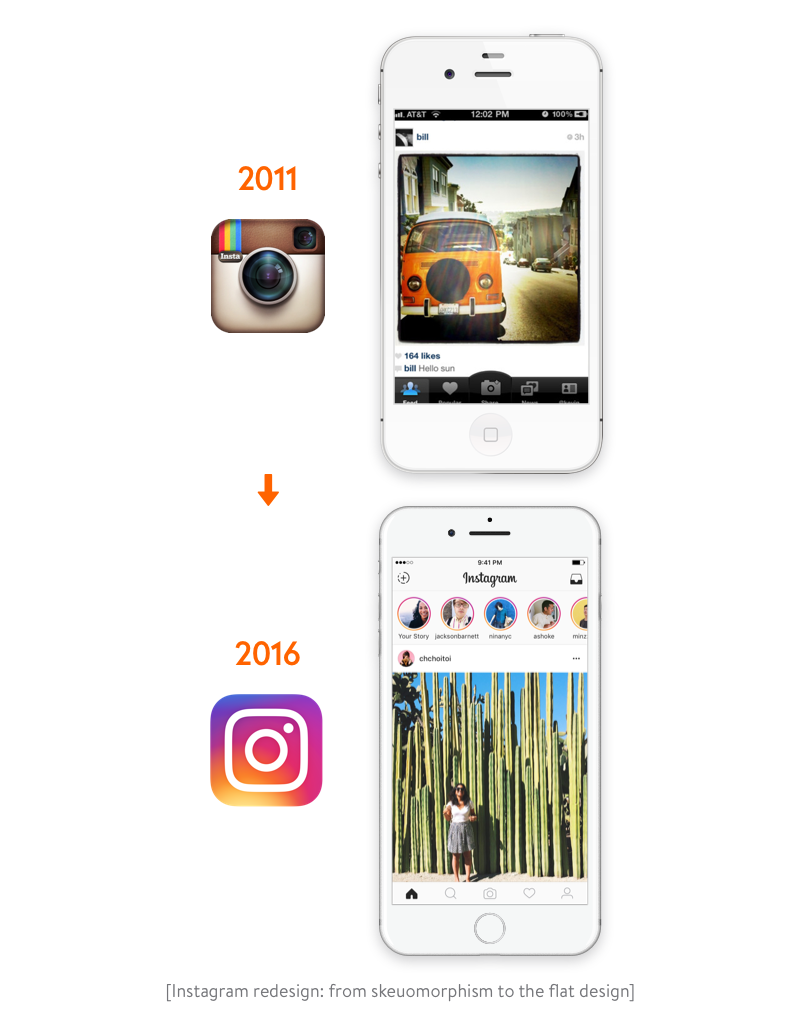 2011
Insta
AT&T 12:02 PM 100%
bill 3h
164 likes
bill Hello sun
Feed Popular Share News
2016
9:41 PM
Instagram
Your Story jacksonbarnett ninanyc ashoke minz
chchoitoi
[Instagram redesign: from skeuomorphism to the flat design]